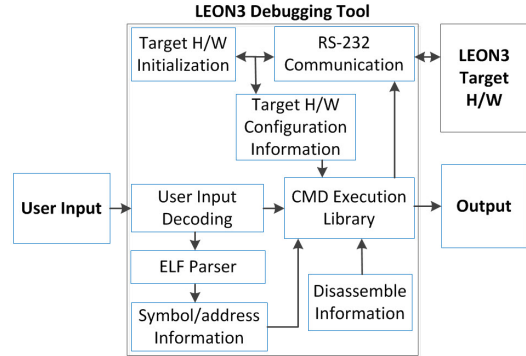 LEON3 Debugging Tool
Target H/W
Initialization
RS-232
Communication
LEON3
Target
H/W
Target H/W
Configuration
Information
User Input
User Input
Decoding
CMD Execution
Library
Output
ELF Parser
Disassemble
Information
Symbol/address
Information